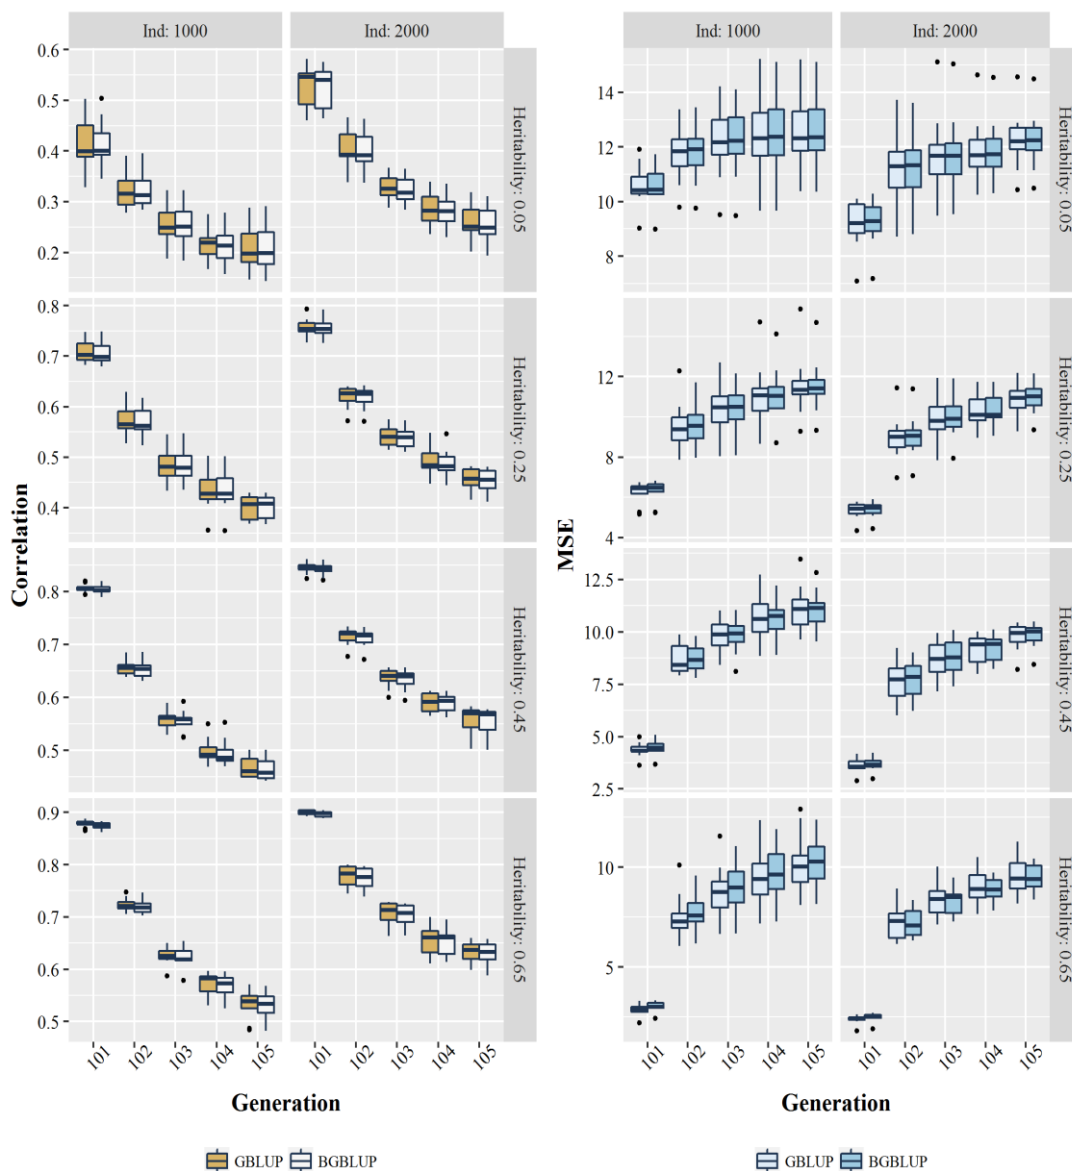 Ind: 1000
Ind: 2000
0.6
0.5
0.4
0.3
0.2
Heritability: 0.05
0.8
0.7
0.6
0.5
0.4
Heritability: 0.25
0.8
0.7
0.6
0.5
Heritability: 0.45
0.9
0.8
0.7
0.6
0.5
Heritability: 0.65
Correlation
101
102
103
104
105
101
102
103
104
105
Generation
GBLUP
BGBLUP
Ind: 1000
Ind: 2000
14
12
10
8
Heritability: 0.05
12
8
4
Heritability: 0.25
12.5
10.0
7.5
5.0
2.5
Heritability: 0.45
10
5
Heritability: 0.65
MSE
101
102
103
104
105
101
102
103
104
105
Generation
GBLUP
BGBLUP